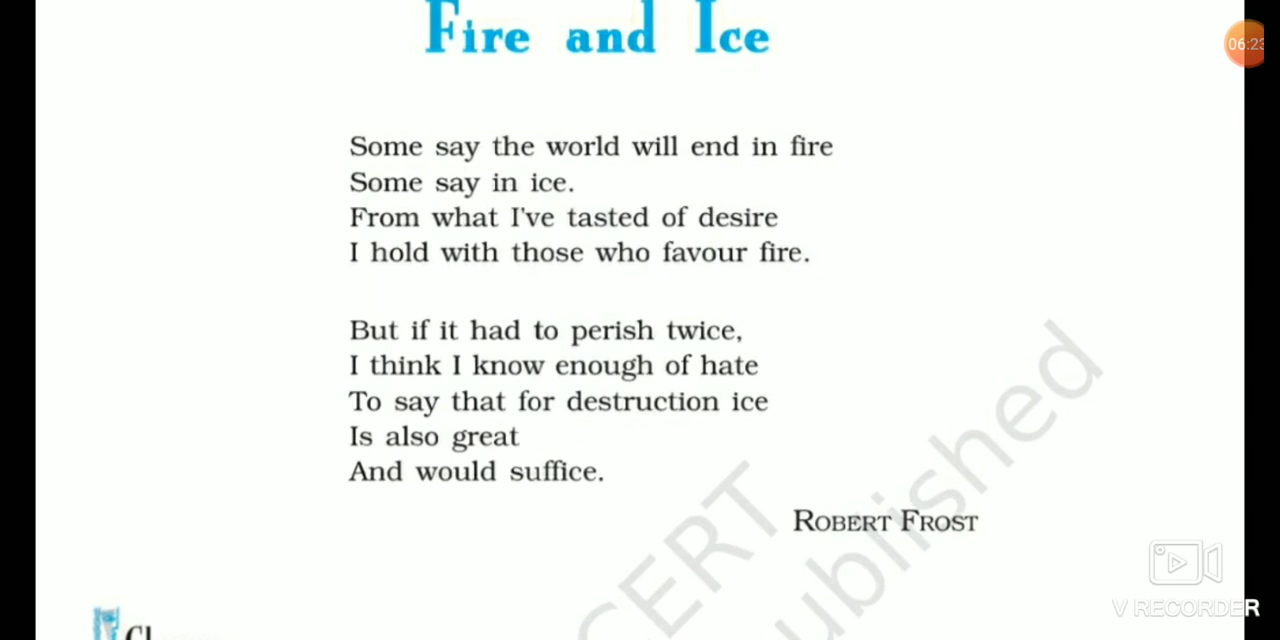 Fire and Ice
06:23
Some say the world will end in fire
Some say in ice.
From what I've tasted of desire
I hold with those who favour fire.
But if it had to perish twice,
I think I know enough of hate
To say that for destruction ice
Is also great
And would suffice.
ROBERT FROST
CERT
ublished
V RECORDER